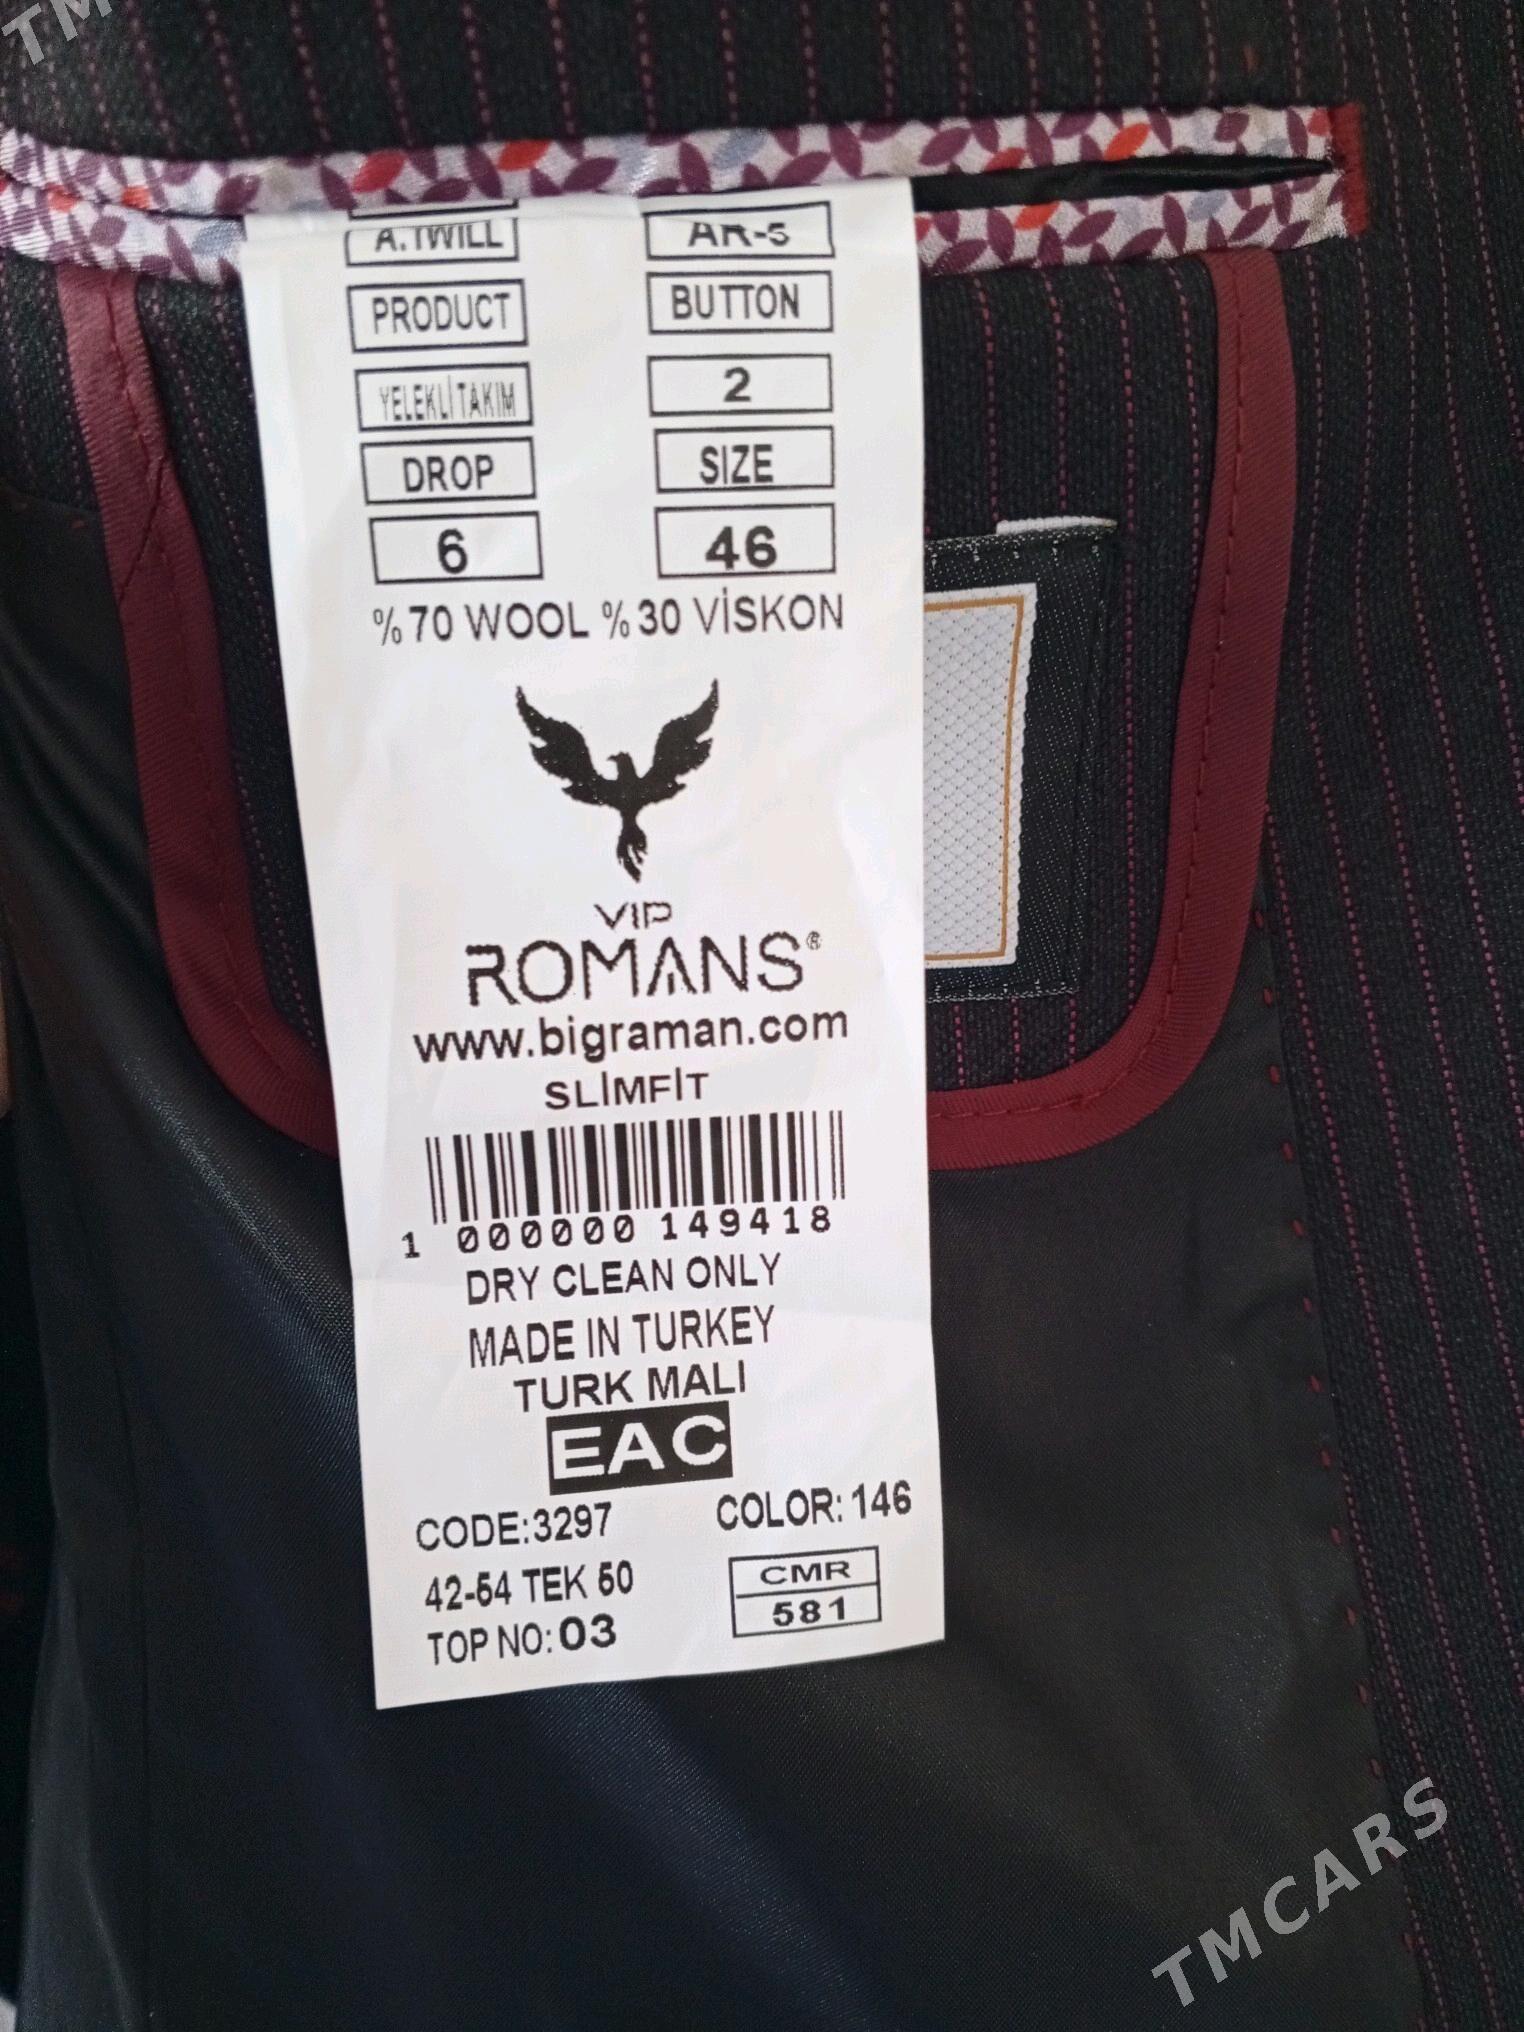 TM
A.TWILL AR-5
PRODUCT BUTTON
YELEKLİTAKIM 2
DROP SIZE
6 46
%70 WOOL %30 VİSKON
VIP
ROMANS®
www.bigraman.com
SLİMFİT
1 000000 149418
DRY CLEAN ONLY
MADE IN TURKEY
TURK MALI
EAC
CODE:3297 COLOR: 146
42-54 TEK 50 CMR
TOP NO: 03 581
TMCARS